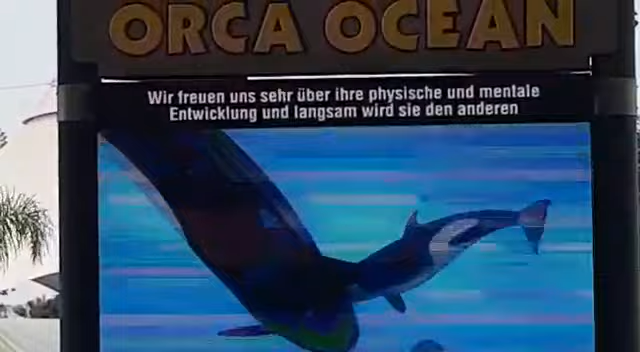 ORCA OCEAN
Wir freuen uns sehr über ihre physische und mentale
Entwicklung und langsam wird sie den anderen